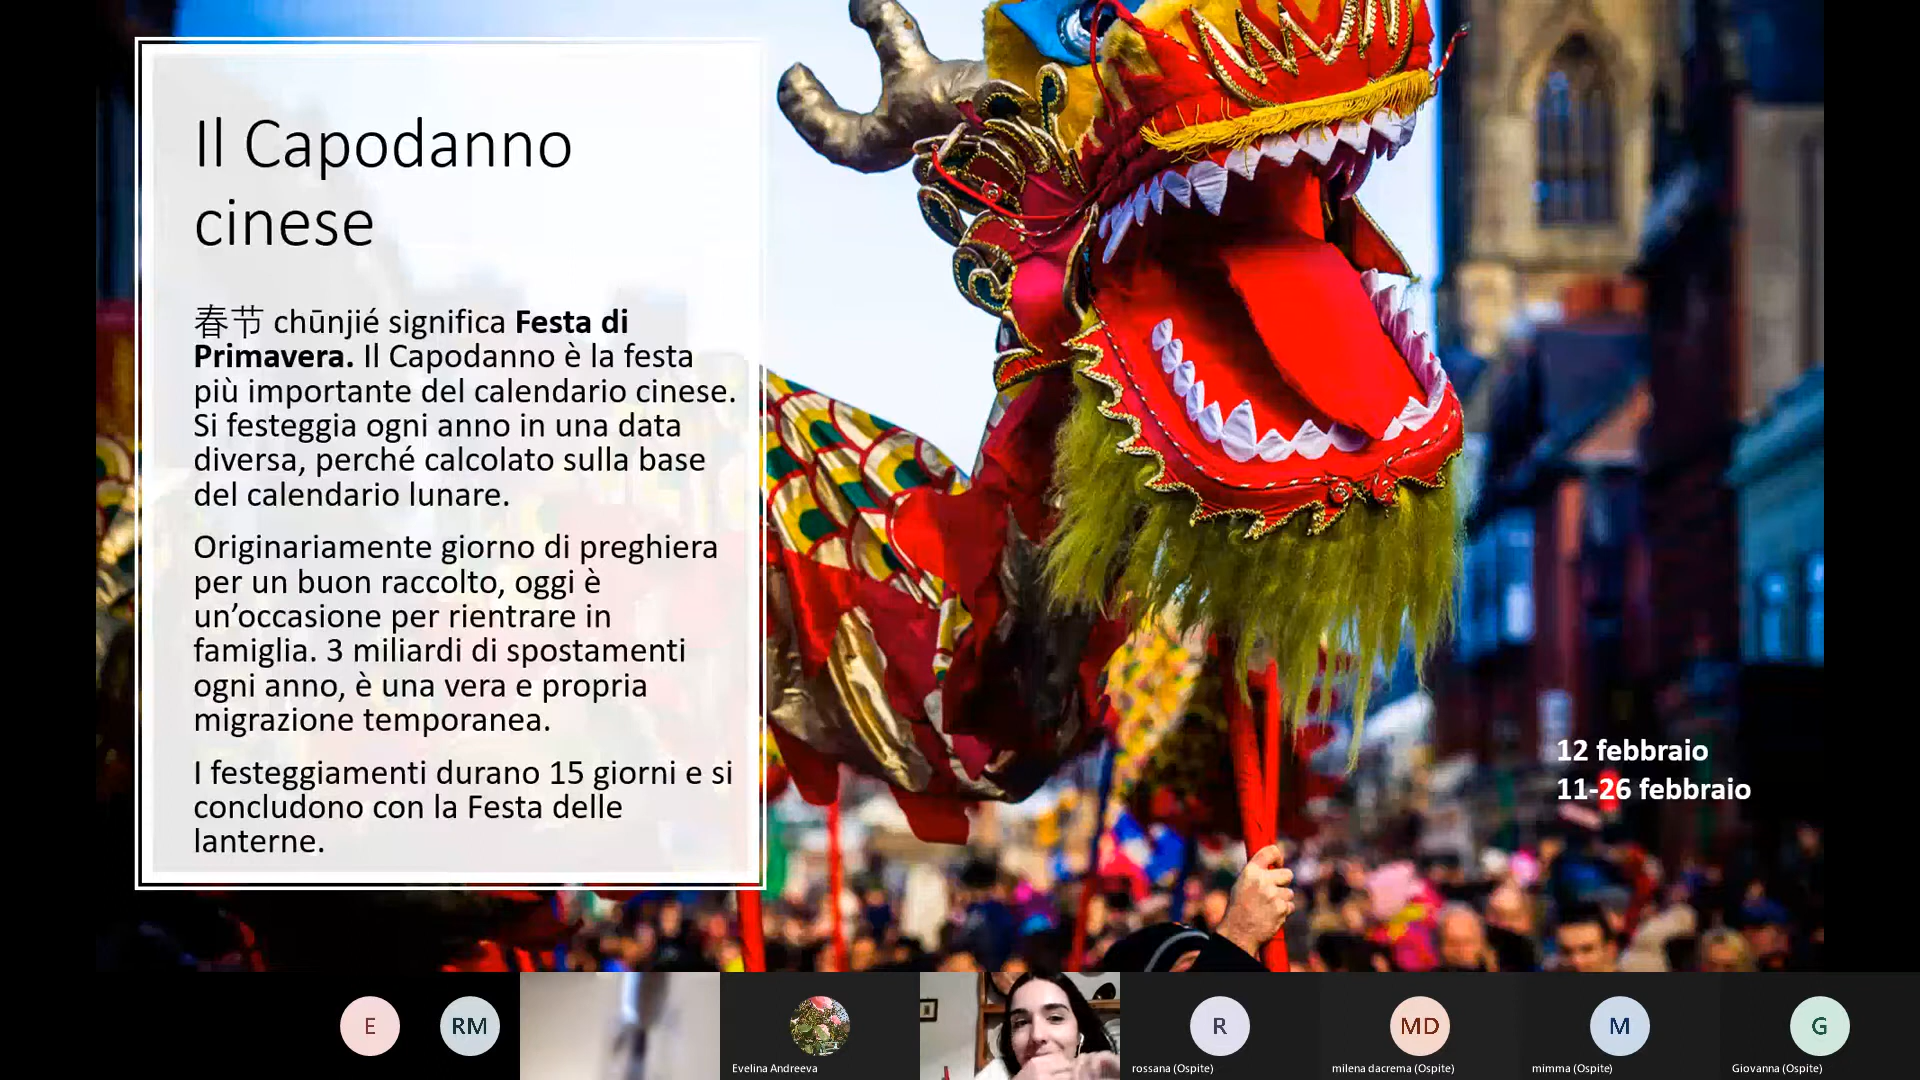 Il Capodanno
cinese
春节 chūnjié significa Festa di
Primavera. Il Capodanno è la festa
più importante del calendario cinese.
Si festeggia ogni anno in una data
diversa, perché calcolato sulla base
del calendario lunare.
Originariamente giorno di preghiera
per un buon raccolto, oggi è
un’occasione per rientrare in
famiglia. 3 miliardi di spostamenti
ogni anno, è una vera e propria
migrazione temporanea.
I festeggiamenti durano 15 giorni e si
concludono con la Festa delle
lanterne.
12 febbraio
11-26 febbraio
E
RM
Evelina Andreeva
R
rossana (Ospite)
MD
milena dacrema (Ospite)
M
mimma (Ospite)
G
Giovanna (Ospite)